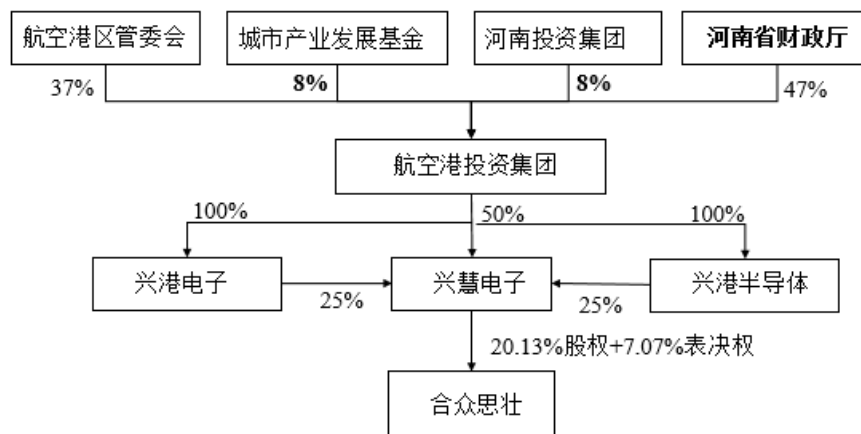 航空港区管委会
城市产业发展基金
河南投资集团
河南省财政厅
37%
8%
8%
47%
航空港投资集团
100%
50%
100%
兴港电子
兴慧电子
兴港半导体
25%
25%
20.13%股权+7.07%表决权
合众思壮